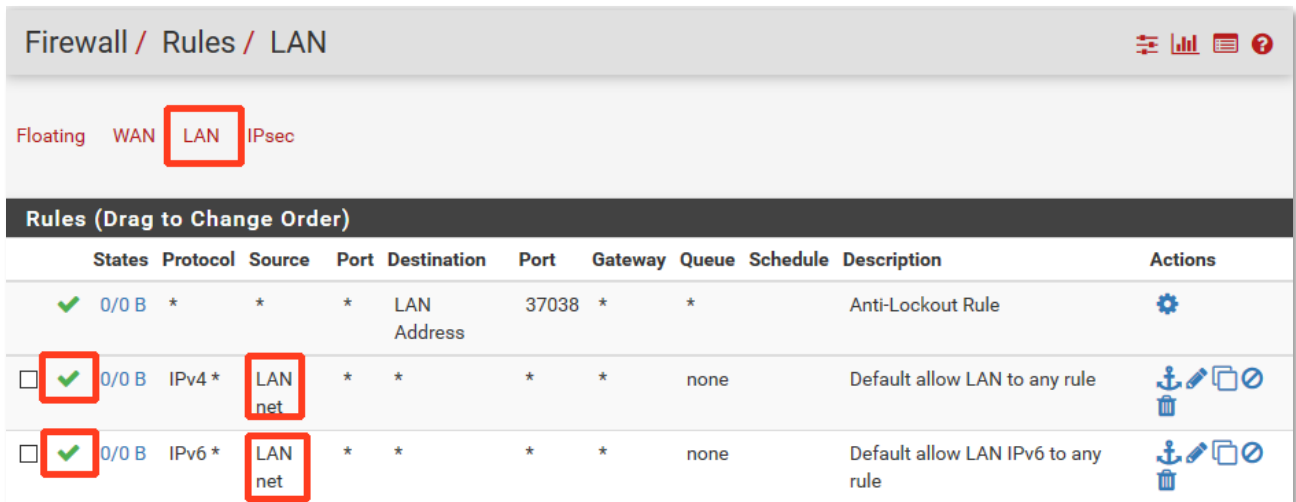 Firewall / Rules / LAN
Floating WAN LAN IPsec
Rules (Drag to Change Order)
States Protocol Source Port Destination Port Gateway Queue Schedule Description Actions
0/0 B * * * LAN Address 37038 * * Anti-Lockout Rule
0/0 B IPv4 * LAN net * * * * none Default allow LAN to any rule
0/0 B IPv6 * LAN net * * * * none Default allow LAN IPv6 to any rule